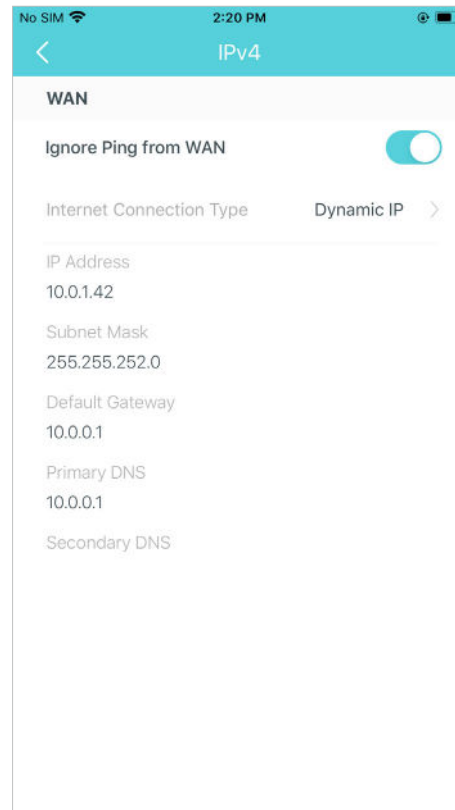 No SIM 2:20 PM
IPv4
WAN
Ignore Ping from WAN
Internet Connection Type Dynamic IP
IP Address
10.0.1.42
Subnet Mask
255.255.252.0
Default Gateway
10.0.0.1
Primary DNS
10.0.0.1
Secondary DNS